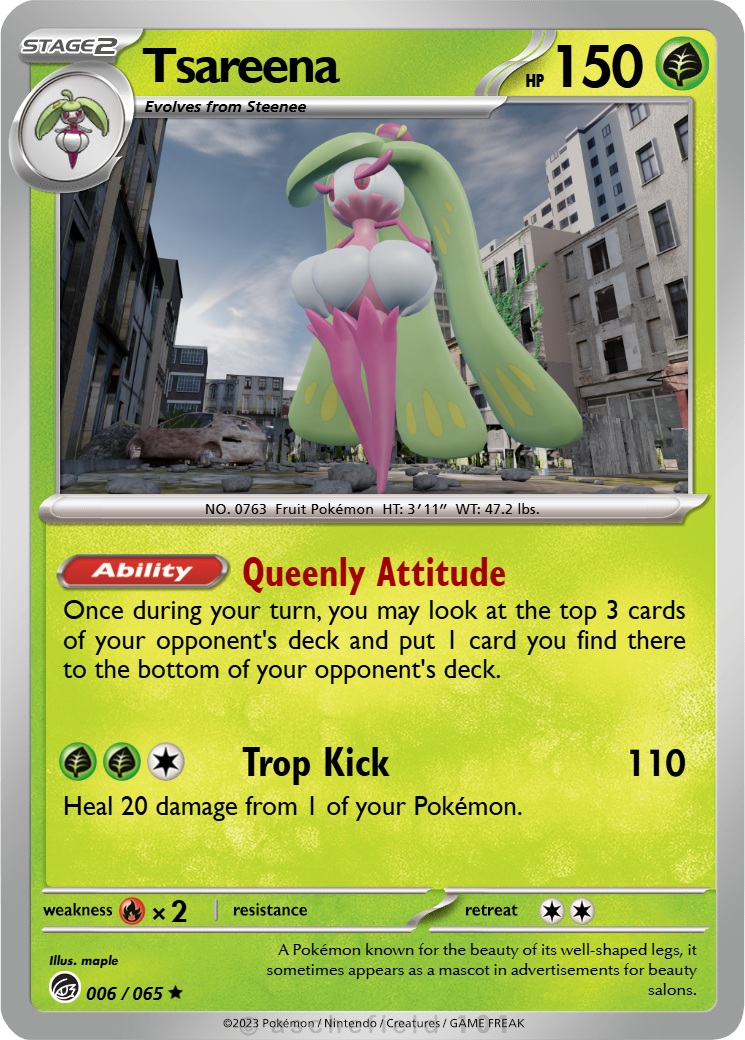 STAGE2
Tsareena
HP 150
Evolves from Steenee
NO. 0763 Fruit Pokémon HT: 3′11″ WT: 47.2 lbs.
Ability Queenly Attitude
Once during your turn, you may look at the top 3 cards
of your opponent's deck and put 1 card you find there
to the bottom of your opponent's deck.
Trop Kick 110
Heal 20 damage from 1 of your Pokémon.
weakness × 2 resistance retreat
Illus. maple
A Pokémon known for the beauty of its well-shaped legs, it
sometimes appears as a mascot in advertisements for beauty
salons.
006 / 065 ★
©2023 Pokémon / Nintendo / Creatures / GAME FREAK